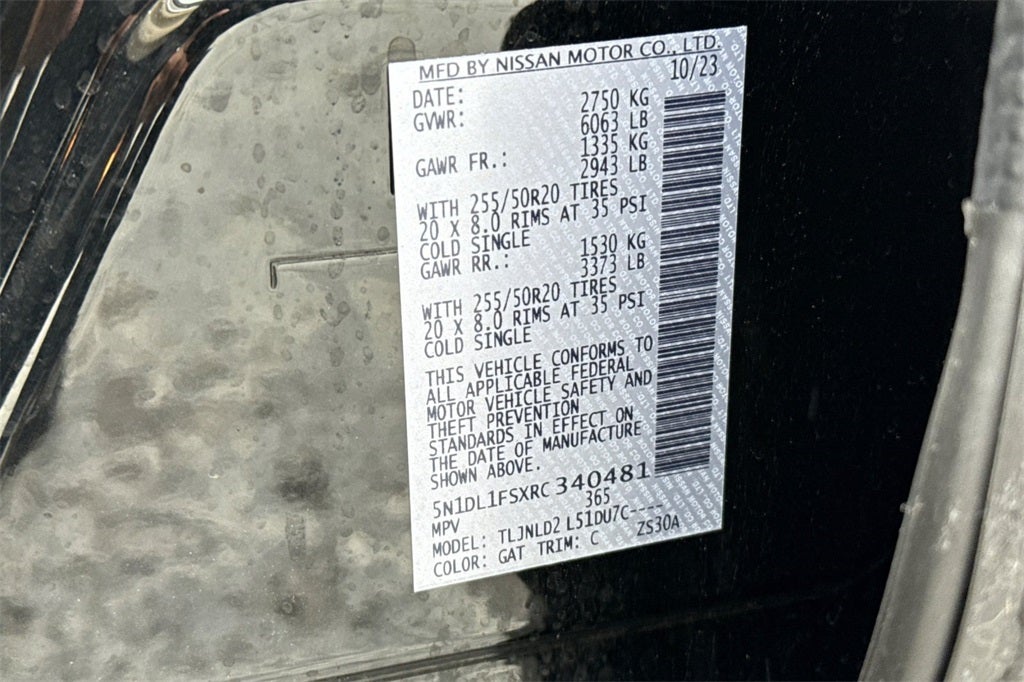 MFD BY NISSAN MOTOR CO., LTD.
DATE: 10/23
GVWR: 2750 KG
6063 LB
GAWR FR.: 1335 KG
2943 LB
WITH 255/50R20 TIRES
20 X 8.0 RIMS AT 35 PSI
COLD SINGLE
GAWR RR.: 1530 KG
3373 LB
WITH 255/50R20 TIRES
20 X 8.0 RIMS AT 35 PSI
COLD SINGLE
THIS VEHICLE CONFORMS TO
ALL APPLICABLE FEDERAL
MOTOR VEHICLE SAFETY AND
THEFT PREVENTION
STANDARDS IN EFFECT ON
THE DATE OF MANUFACTURE
SHOWN ABOVE.
5N1DL1FSXRC340481
MPV 365
MODEL: TLJNLD2 L51DU7C----
COLOR: GAT TRIM: C ZS30A